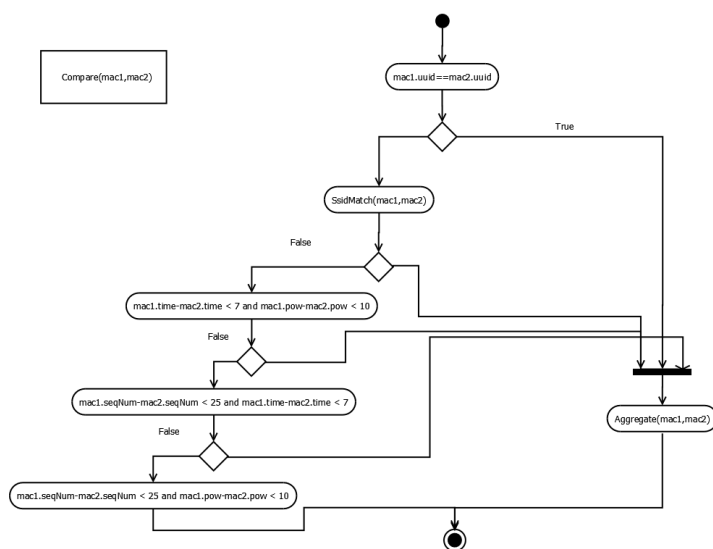 Compare(mac1,mac2)
mac1.uuid==mac2.uuid
True
SsidMatch(mac1,mac2)
False
mac1.time-mac2.time < 7 and mac1.pow-mac2.pow < 10
False
mac1.seqNum-mac2.seqNum < 25 and mac1.time-mac2.time < 7
Aggregate(mac1,mac2)
False
mac1.seqNum-mac2.seqNum < 25 and mac1.pow-mac2.pow < 10